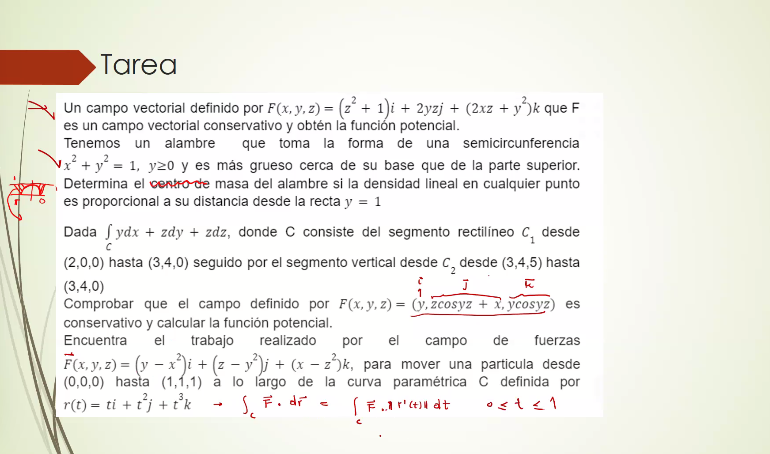 Tarea
Un campo vectorial definido por F(x, y, z) = (z² + 1)i + 2yzj + (2xz + y²)k que F
es un campo vectorial conservativo y obtén la función potencial.
Tenemos un alambre que toma la forma de una semicircunferencia
x² + y² = 1, y≥0 y es más grueso cerca de su base que de la parte superior.
Determina el centro de masa del alambre si la densidad lineal en cualquier punto
es proporcional a su distancia desde la recta y = 1
Dada ∫_C ydx + zdy + zdz, donde C consiste del segmento rectilíneo C₁ desde
(2,0,0) hasta (3,4,0) seguido por el segmento vertical desde C₂ desde (3,4,5) hasta
(3,4,0)
i j k
Comprobar que el campo definido por F(x, y, z) = (y, zcosyz + x, ycosyz) es
conservativo y calcular la función potencial.
Encuentra el trabajo realizado por el campo de fuerzas
F(x, y, z) = (y − x²)i + (z − y²)j + (x − z²)k, para mover una particula desde
(0,0,0) hasta (1,1,1) a lo largo de la curva paramétrica C definida por
r(t) = ti + t²j + t³k → ∫_C F · dr = ∫_C F · ||r'(t)|| dt 0 ≤ t ≤ 1